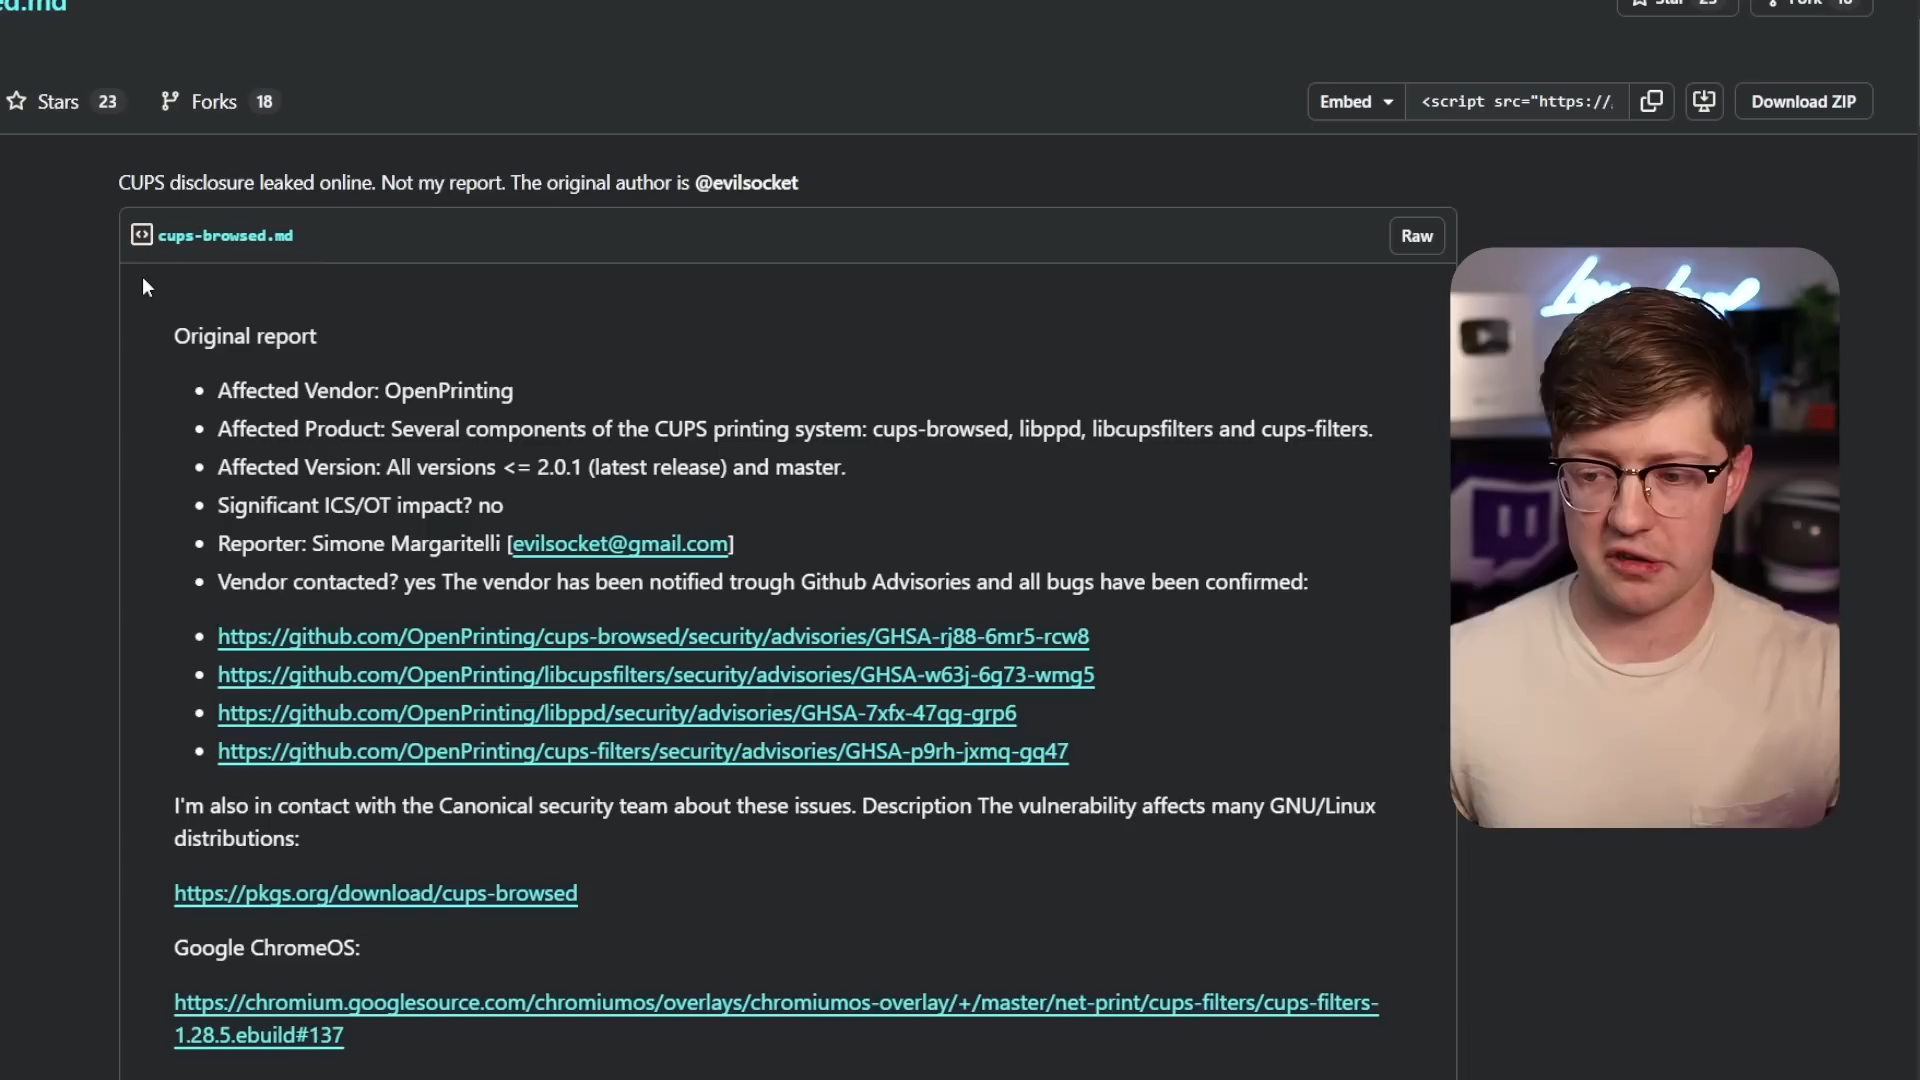 ed.md
Star 23
Fork 18
Stars 23
Forks 18
Embed
<script src="https://
Download ZIP
CUPS disclosure leaked online. Not my report. The original author is @evilsocket
cups-browsed.md
Raw
Original report
• Affected Vendor: OpenPrinting
• Affected Product: Several components of the CUPS printing system: cups-browsed, libppd, libcupsfilters and cups-filters.
• Affected Version: All versions <= 2.0.1 (latest release) and master.
• Significant ICS/OT impact? no
• Reporter: Simone Margaritelli [evilsocket@gmail.com]
• Vendor contacted? yes The vendor has been notified trough Github Advisories and all bugs have been confirmed:
• https://github.com/OpenPrinting/cups-browsed/security/advisories/GHSA-rj88-6mr5-rcw8
• https://github.com/OpenPrinting/libcupsfilters/security/advisories/GHSA-w63j-6g73-wmg5
• https://github.com/OpenPrinting/libppd/security/advisories/GHSA-7xfx-47qg-grp6
• https://github.com/OpenPrinting/cups-filters/security/advisories/GHSA-p9rh-jxmq-gq47
I'm also in contact with the Canonical security team about these issues. Description The vulnerability affects many GNU/Linux
distributions:
https://pkgs.org/download/cups-browsed
Google ChromeOS:
https://chromium.googlesource.com/chromiumos/overlays/chromiumos-overlay/+/master/net-print/cups-filters/cups-filters-
1.28.5.ebuild#137